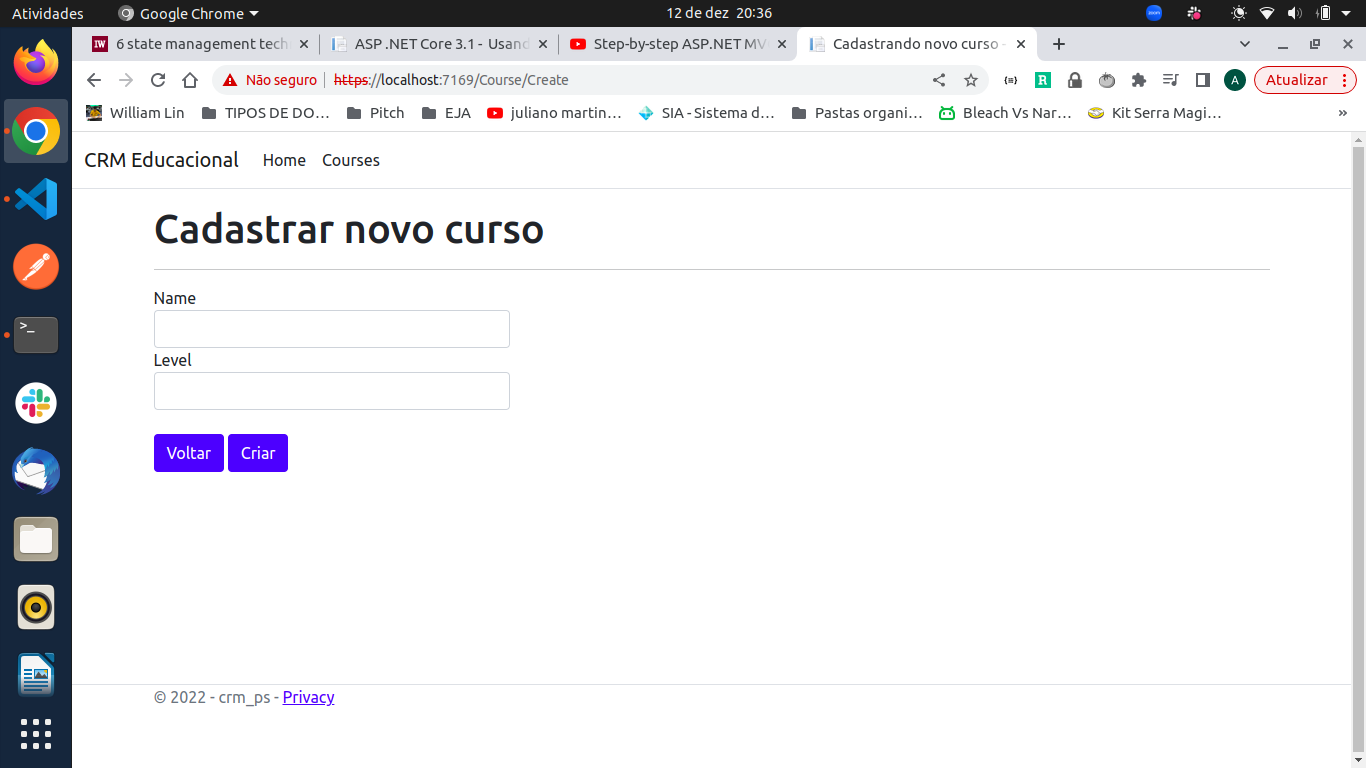 Atividades
Google Chrome
12 de dez 20:36
zoom
IW
6 state management tech
ASP .NET Core 3.1 - Usand
Step-by-step ASP.NET MV
Cadastrando novo curso -
Não seguro
https://localhost:7169/Course/Create
R
A
Atualizar
William Lin
TIPOS DE DO…
Pitch
EJA
juliano martin…
SIA - Sistema d…
Pastas organi…
Bleach Vs Nar…
Kit Serra Magi…
»
CRM Educacional
Home
Courses
Cadastrar novo curso
Name
Level
Voltar
Criar
© 2022 - crm_ps - Privacy
>_